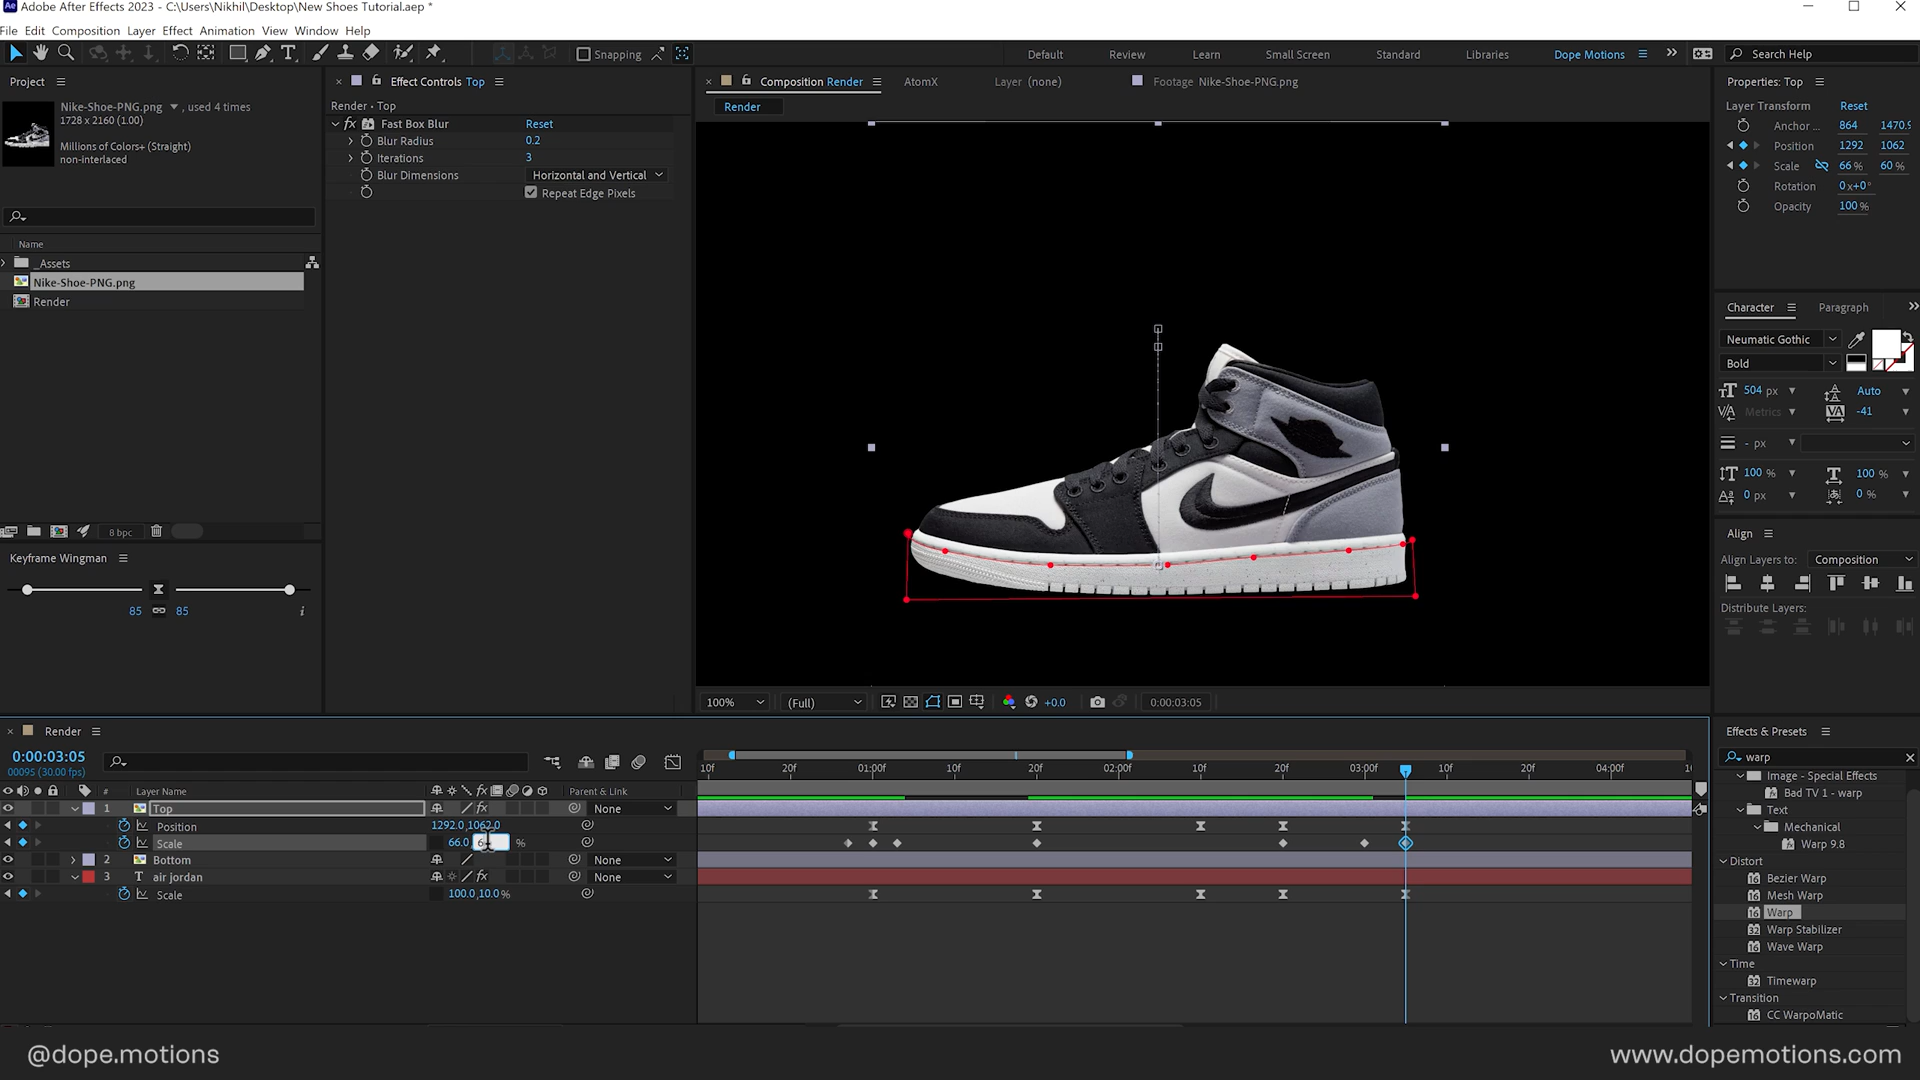 Adobe After Effects 2023 - C:\Users\Nikhil\Desktop\New Shoes Tutorial.aep *
File Edit Composition Layer Effect Animation View Window Help
Snapping Default Review Learn Small Screen Standard Libraries Dope Motions Search Help
Project
Nike-Shoe-PNG.png , used 4 times
1728 x 2160 (1.00)
Millions of Colors+ (Straight)
non-interlaced
Name
_Assets
Nike-Shoe-PNG.png
Render
8 bpc
Keyframe Wingman
85 85
Effect Controls Top
Render • Top
fx Fast Box Blur Reset
Blur Radius 0.2
Iterations 3
Blur Dimensions Horizontal and Vertical
Repeat Edge Pixels
Composition Render AtomX Layer (none) Footage Nike-Shoe-PNG.png
Render
100% (Full) +0.0 0:00:03:05
Properties: Top
Layer Transform Reset
Anchor ... 864 1470.9
Position 1292 1062
Scale 66 % 60 %
Rotation 0x+0°
Opacity 100 %
Character Paragraph
Neumatic Gothic
Bold
504 px Auto
Metrics -41
- px
100 % 100 %
0 px 0 %
Align
Align Layers to: Composition
Distribute Layers:
Render
0:00:03:05
00095 (30.00 fps)
# Layer Name Parent & Link
1 Top None
Position 1292.0,1062.0
Scale 66.0, %
2 Bottom None
3 T air jordan None
Scale 100.0,10.0%
10f 20f 01:00f 10f 20f 02:00f 10f 20f 03:00f 10f 20f 04:00f
Effects & Presets
warp
Image - Special Effects
Bad TV 1 - warp
Text
Mechanical
Warp 9.8
Distort
Bezier Warp
Mesh Warp
Warp
Warp Stabilizer
Wave Warp
Time
Timewarp
Transition
CC WarpoMatic
@dope.motions
www.dopemotions.com